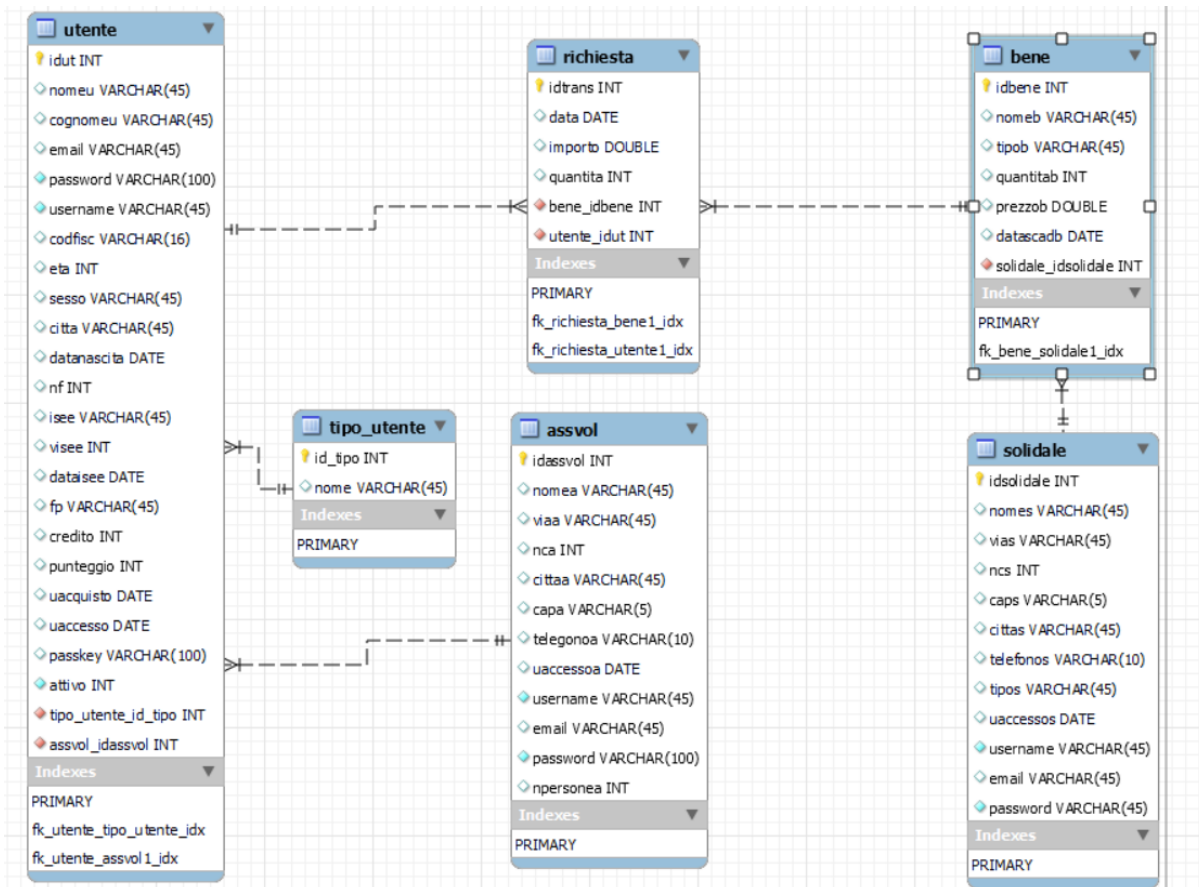 utente
idut INT
nomeu VARCHAR(45)
cognomeu VARCHAR(45)
email VARCHAR(45)
password VARCHAR(100)
username VARCHAR(45)
codfisc VARCHAR(16)
eta INT
sesso VARCHAR(45)
citta VARCHAR(45)
datanascita DATE
nf INT
isee VARCHAR(45)
visee INT
dataisee DATE
fp VARCHAR(45)
credito INT
punteggio INT
uacquisto DATE
uaccesso DATE
passkey VARCHAR(100)
attivo INT
tipo_utente_id_tipo INT
assvol_idassvol INT
Indexes
PRIMARY
fk_utente_tipo_utente_idx
fk_utente_assvol1_idx
richiesta
idtrans INT
data DATE
importo DOUBLE
quantita INT
bene_idbene INT
utente_idut INT
Indexes
PRIMARY
fk_richiesta_bene1_idx
fk_richiesta_utente1_idx
bene
idbene INT
nomeb VARCHAR(45)
tipob VARCHAR(45)
quantitab INT
prezzob DOUBLE
datascadb DATE
solidale_idsolidale INT
Indexes
PRIMARY
fk_bene_solidale1_idx
tipo_utente
id_tipo INT
nome VARCHAR(45)
Indexes
PRIMARY
assvol
idassvol INT
nomea VARCHAR(45)
viaa VARCHAR(45)
nca INT
cittaa VARCHAR(45)
capa VARCHAR(5)
telegonoa VARCHAR(10)
uaccessoa DATE
username VARCHAR(45)
email VARCHAR(45)
password VARCHAR(100)
npersonea INT
Indexes
PRIMARY
solidale
idsolidale INT
nomes VARCHAR(45)
vias VARCHAR(45)
ncs INT
caps VARCHAR(5)
cittas VARCHAR(45)
telefonos VARCHAR(10)
tipos VARCHAR(45)
uaccessos DATE
username VARCHAR(45)
email VARCHAR(45)
password VARCHAR(45)
Indexes
PRIMARY